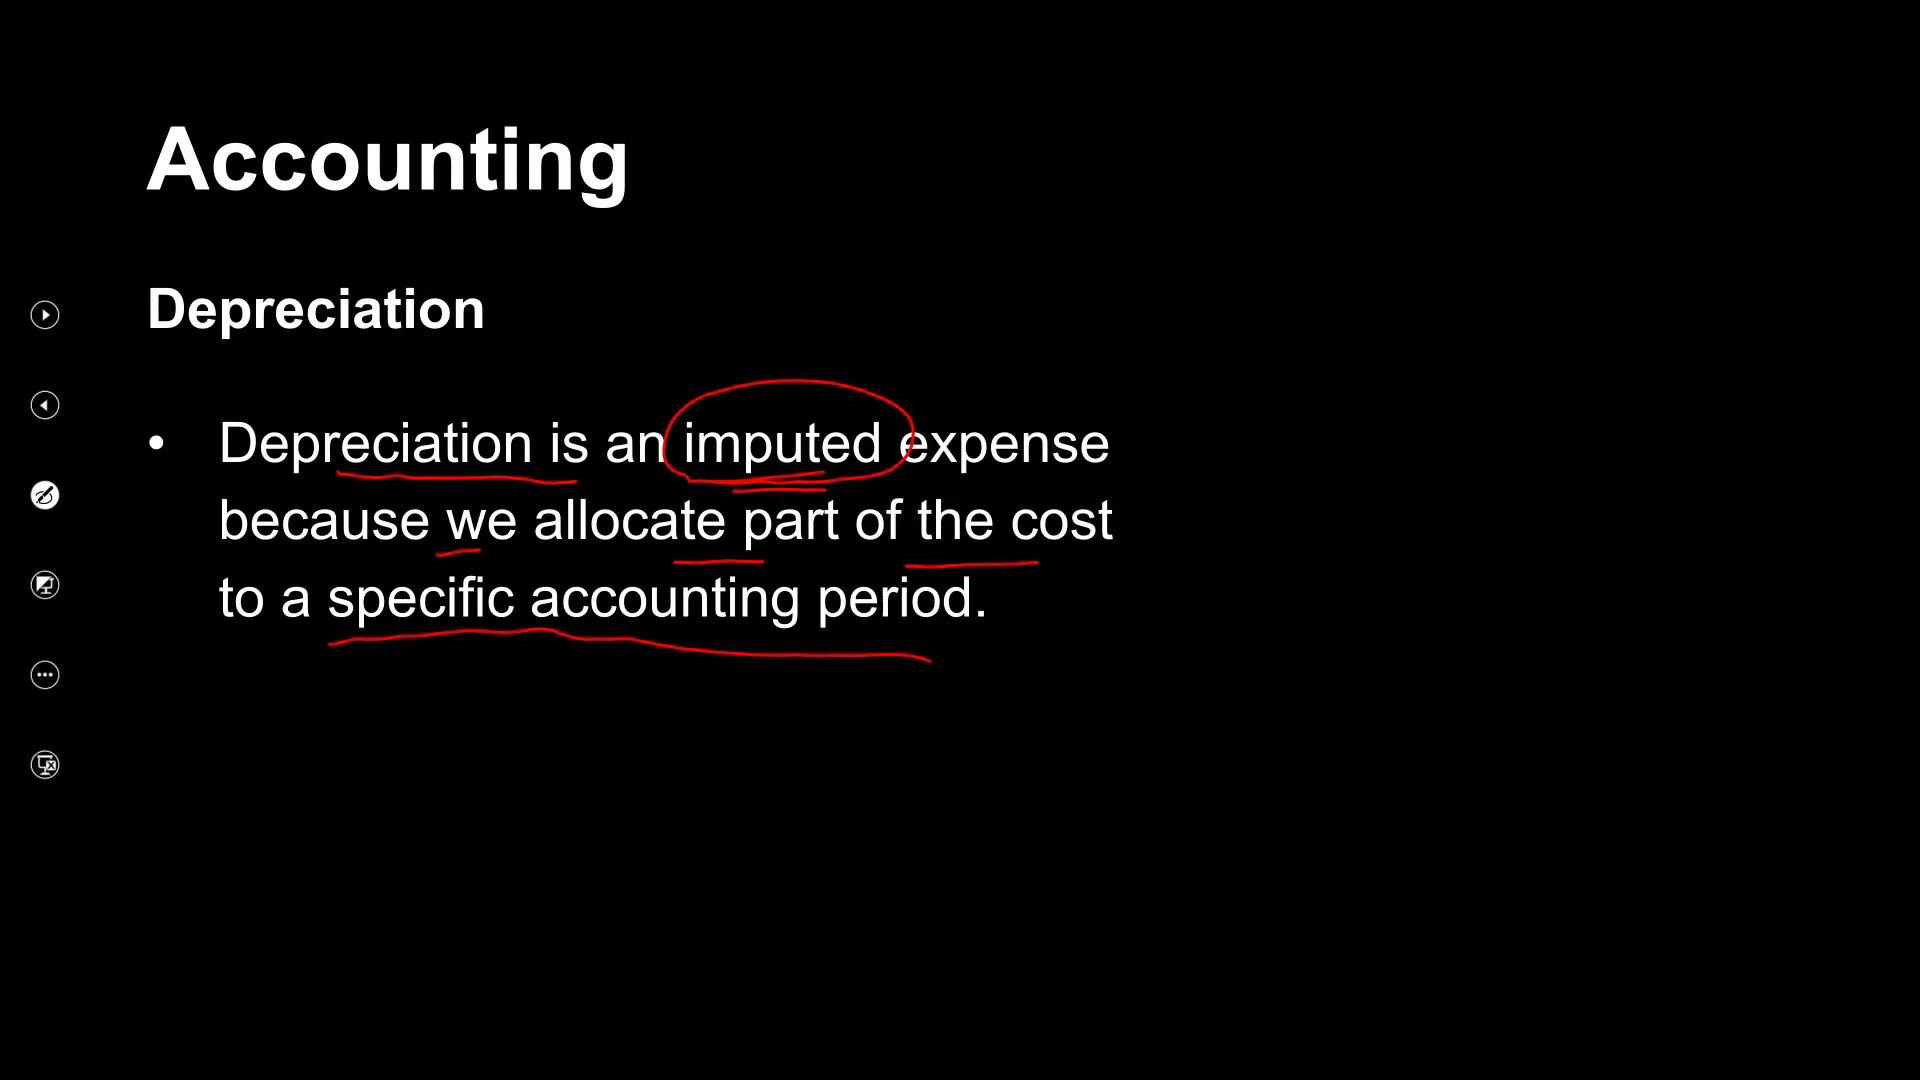 Accounting
Depreciation
• Depreciation is an imputed expense
because we allocate part of the cost
to a specific accounting period.